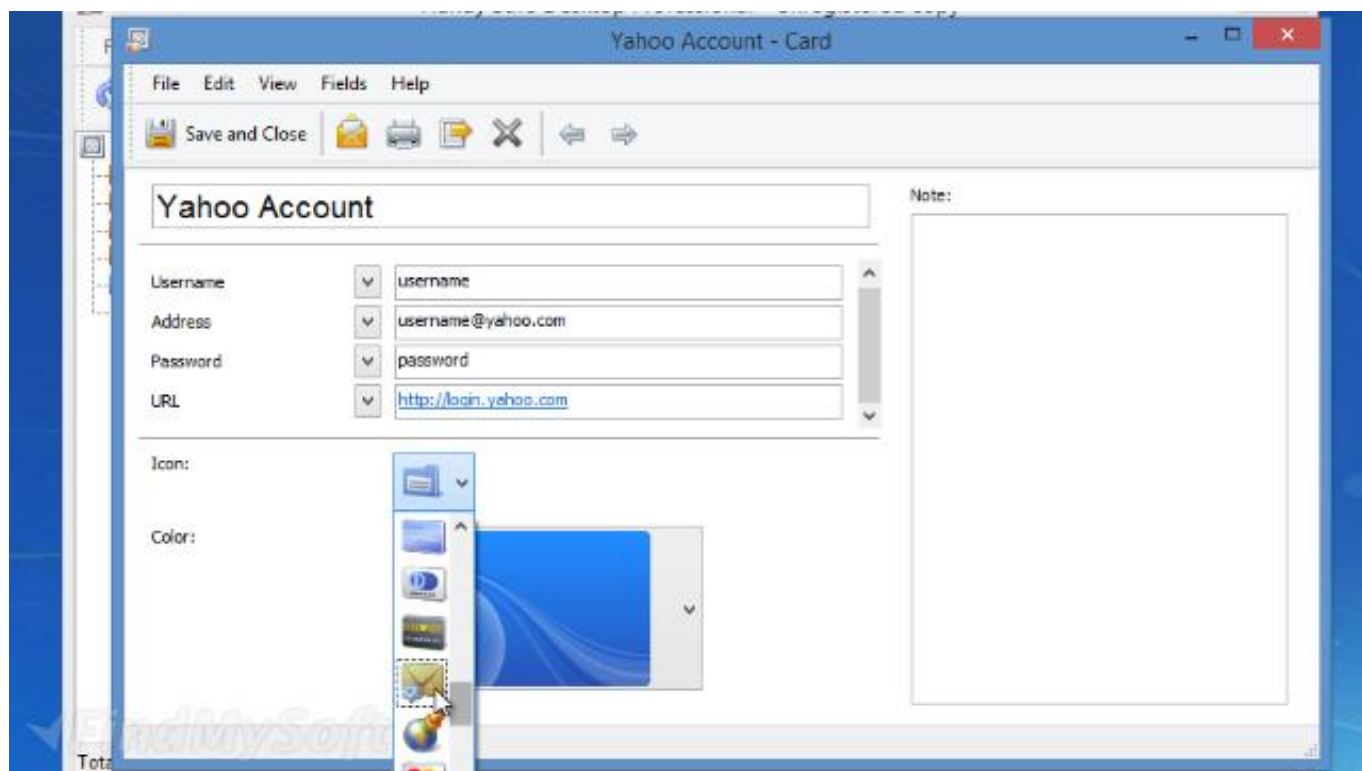 Yahoo Account - Card
File Edit View Fields Help
Save and Close
Yahoo Account
Note:
Username username
Address username@yahoo.com
Password password
URL http://login.yahoo.com
Icon:
Color:
FindMySoft